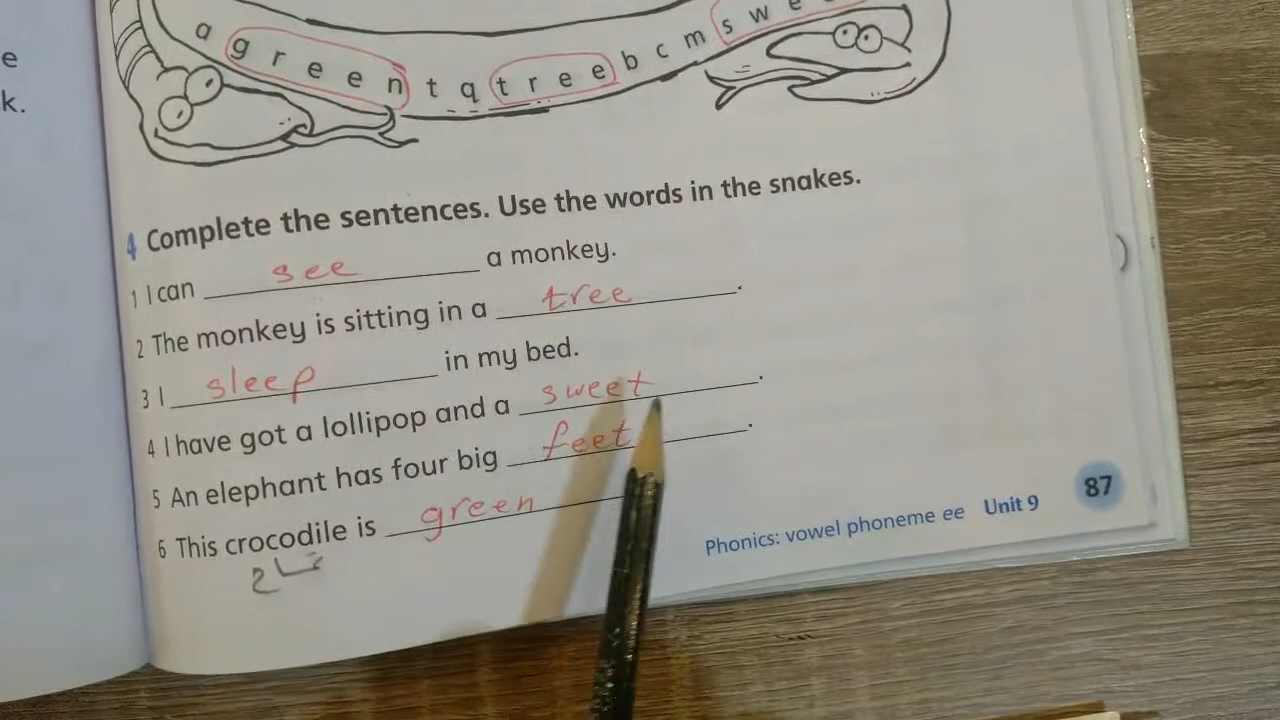 e
k.
a g r e e n t q t r e e b c m s w e
4 Complete the sentences. Use the words in the snakes.
1 I can see a monkey.
2 The monkey is sitting in a tree.
3 I sleep in my bed.
4 I have got a lollipop and a sweet.
5 An elephant has four big feet.
6 This crocodile is green
Phonics: vowel phoneme ee Unit 9 87